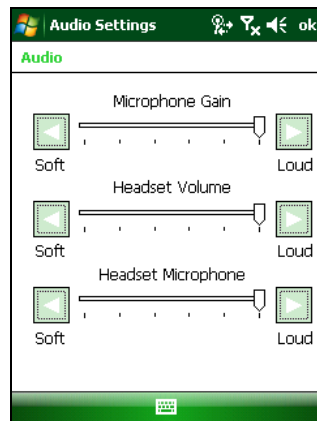 Audio Settings ok
Audio
Microphone Gain
Soft Loud
Headset Volume
Soft Loud
Headset Microphone
Soft Loud